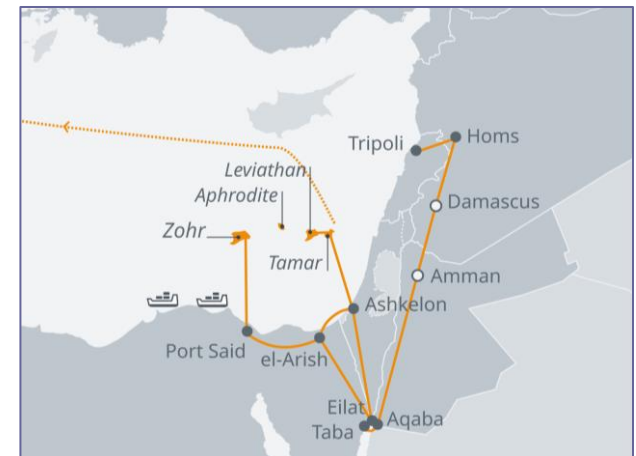 Tripoli
Homs
Leviathan
Aphrodite
Damascus
Zohr
Tamar
Amman
Ashkelon
Port Said
el-Arish
Eilat
Aqaba
Taba